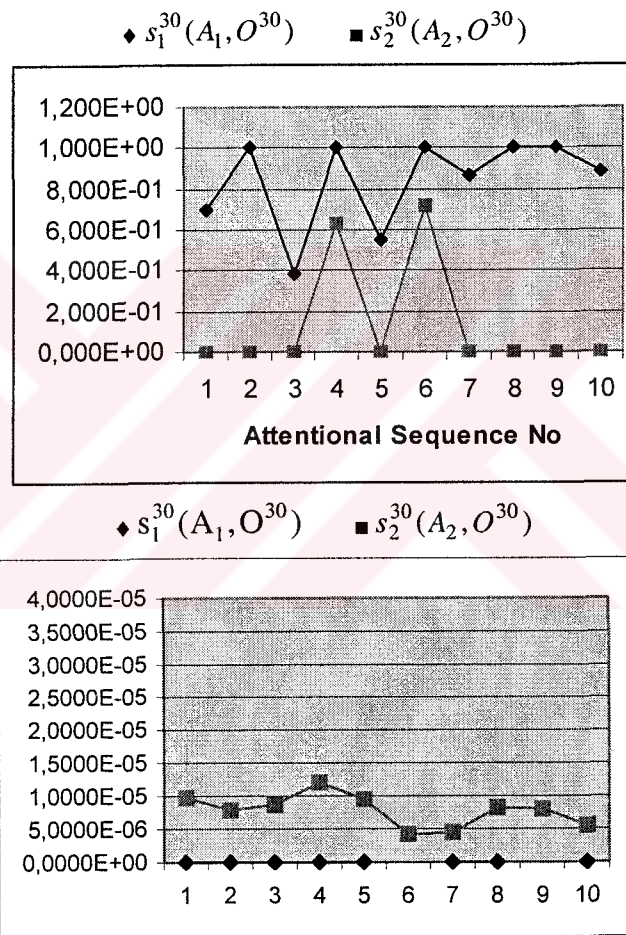 ◆ s₁³⁰(A₁,O³⁰) ■ s₂³⁰(A₂,O³⁰)
1,200E+00
1,000E+00
8,000E-01
6,000E-01
4,000E-01
2,000E-01
0,000E+00
1 2 3 4 5 6 7 8 9 10
Attentional Sequence No
◆ s₁³⁰(A₁,O³⁰) ■ s₂³⁰(A₂,O³⁰)
4,0000E-05
3,5000E-05
3,0000E-05
2,5000E-05
2,0000E-05
1,5000E-05
1,0000E-05
5,0000E-06
0,0000E+00
1 2 3 4 5 6 7 8 9 10